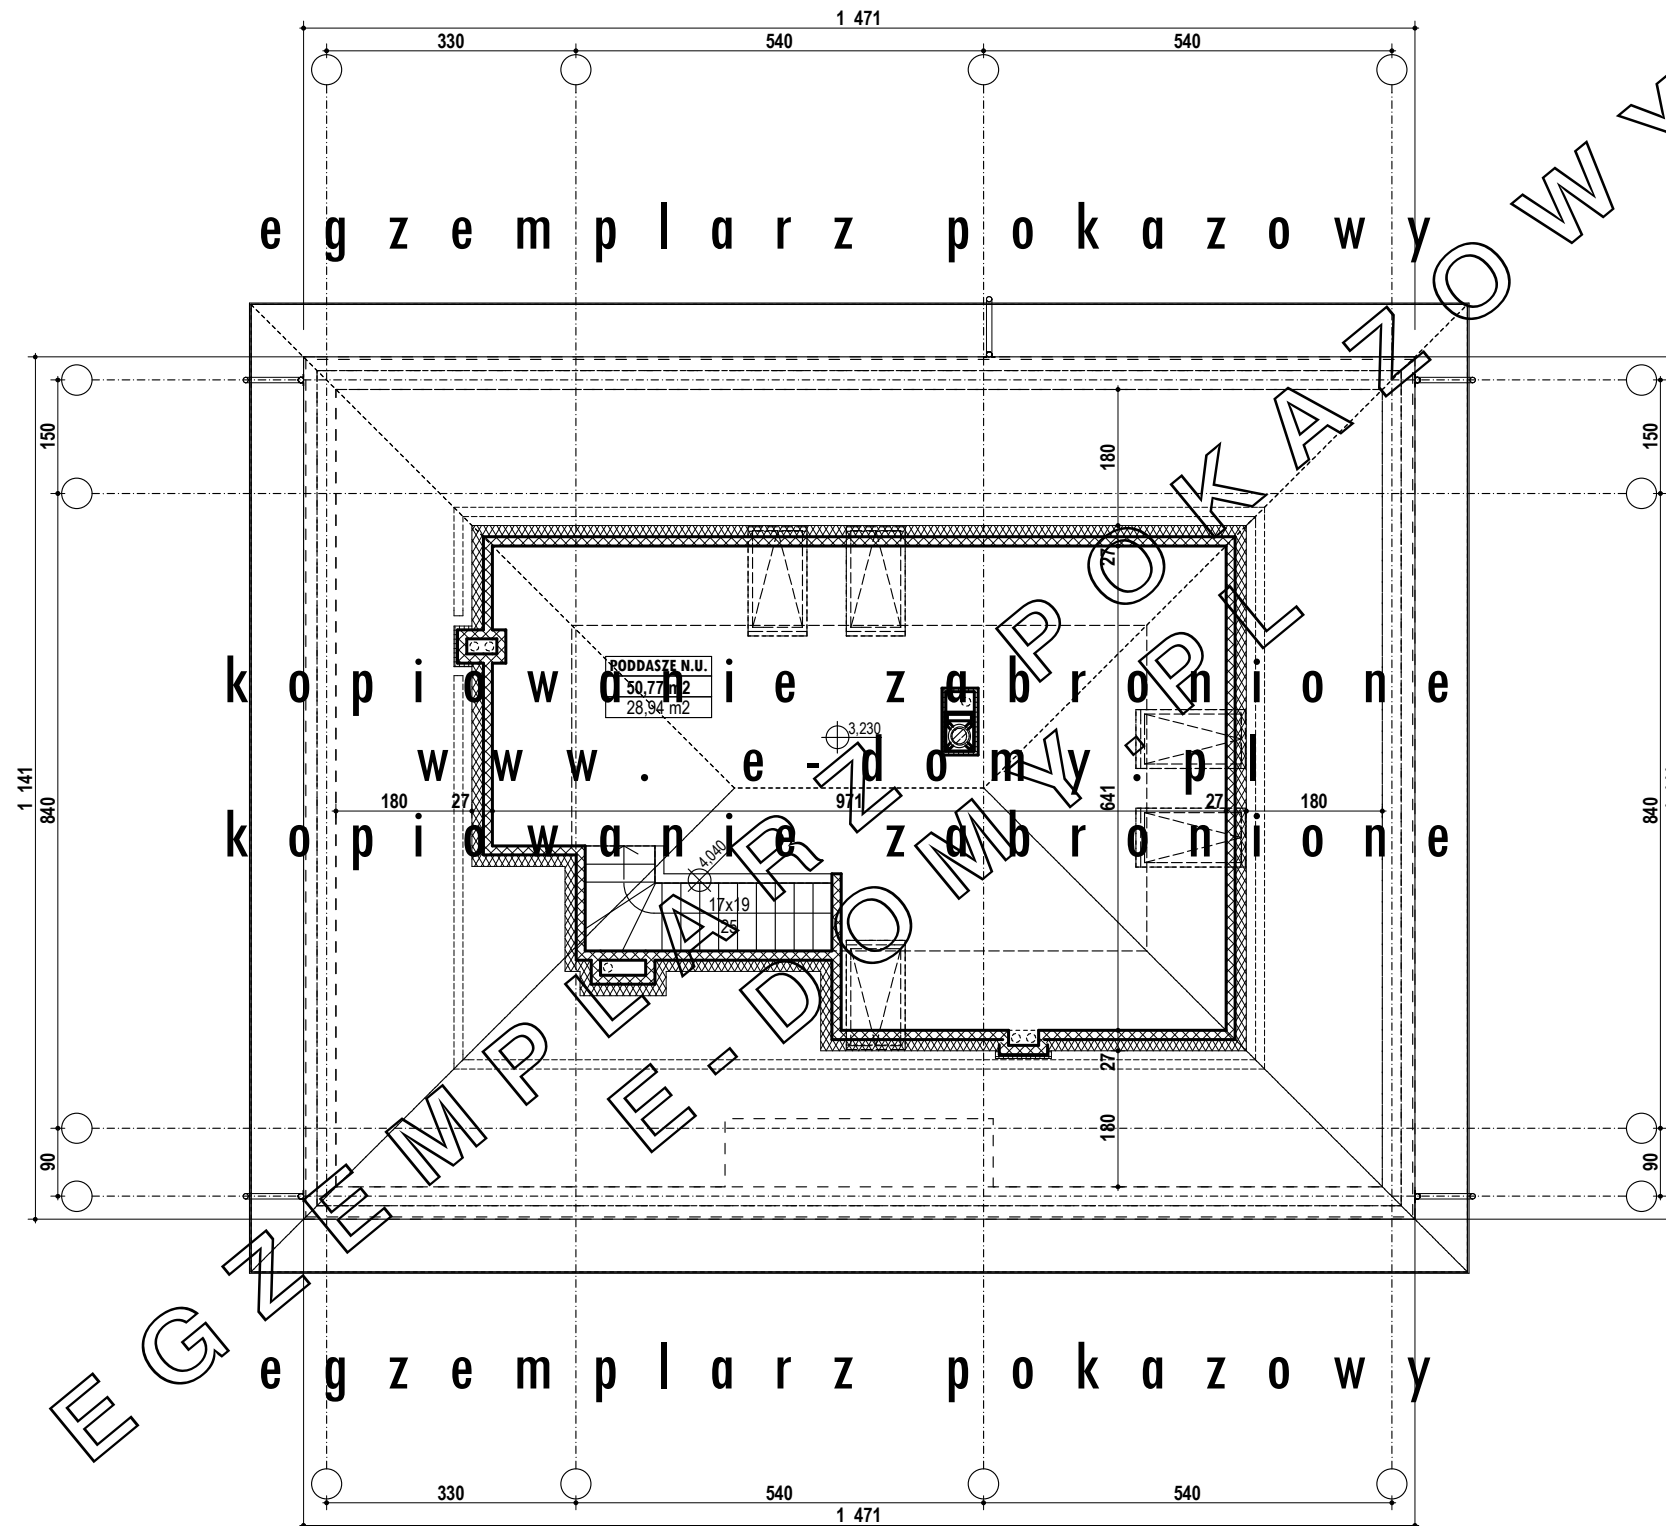 1 471
330 540 540
egzemplarz pokazowy
150
150
180
27
PODDASZE N.U.
50,77 m2
28,94 m2
kopiowanie zabronione
3,230
www.e-domy.pl
1 141
840
180 27 971 641 27 180
840
kopiowanie zabronione
4,040
17x19
25
27
180
90
90
EGZEMPLARZ POKAZOWY
E-DOMY.PL
egzemplarz pokazowy
330 540 540
1 471